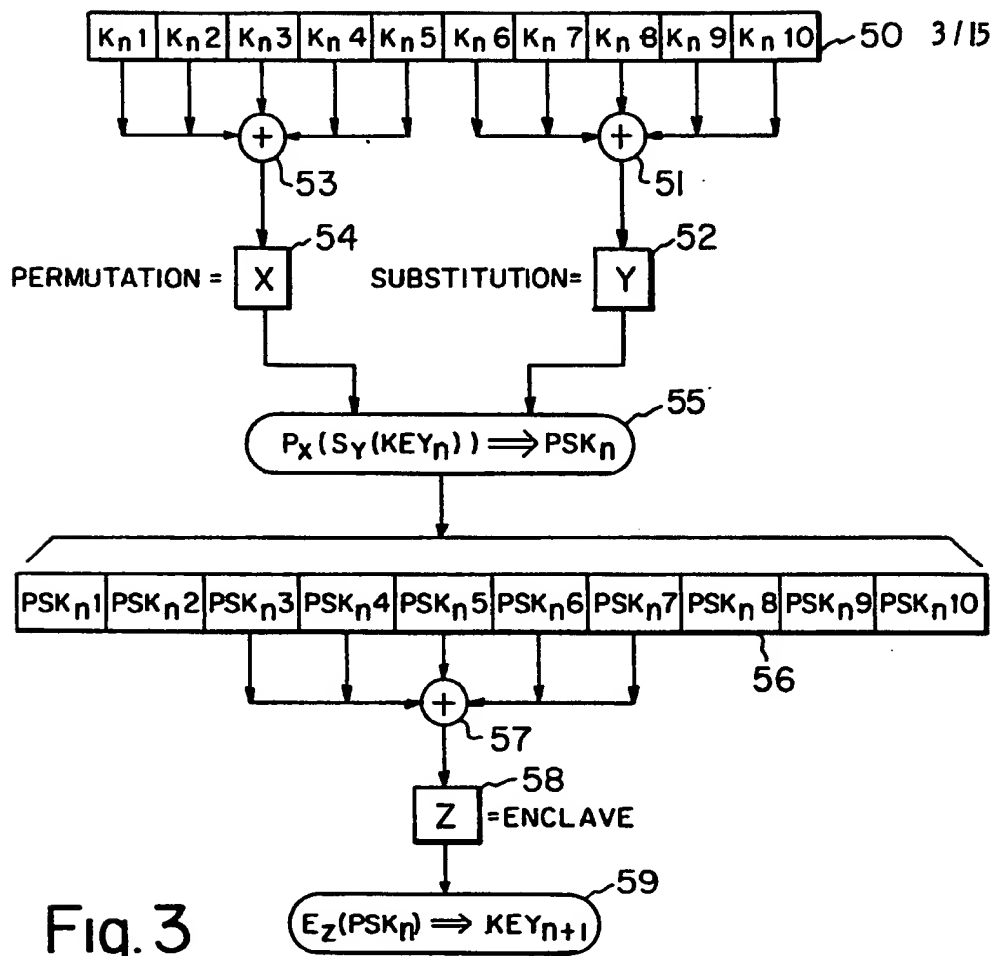 Kn1 Kn2 Kn3 Kn4 Kn5 Kn6 Kn7 Kn8 Kn9 Kn10 50 3/15
+ +
53 51
54 52
PERMUTATION = X SUBSTITUTION= Y
55
PX(SY(KEYn)) ⟹ PSKn
PSKn1 PSKn2 PSKn3 PSKn4 PSKn5 PSKn6 PSKn7 PSKn8 PSKn9 PSKn10
56
+
57
58
Z =ENCLAVE
59
EZ(PSKn) ⟹ KEYn+1
Fig. 3